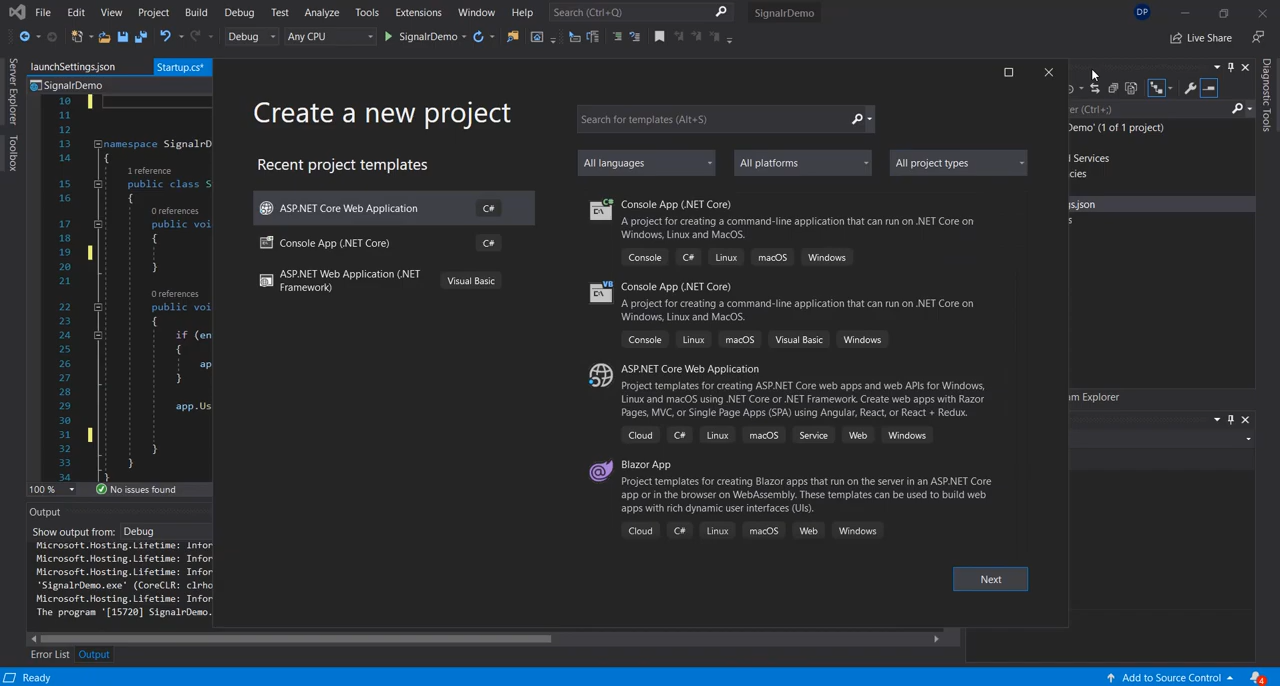 File Edit View Project Build Debug Test Analyze Tools Extensions Window Help Search (Ctrl+Q) SignalrDemo DP
Debug Any CPU SignalrDemo Live Share
Server Explorer
Toolbox
launchSettings.json Startup.cs*
SignalrDemo
10
11
12
13 namespace SignalrD
14 {
1 reference
15 public class S
16 {
0 references
17 public voi
18 {
19
20 }
21
0 references
22 public voi
23 {
24 if (en
25 {
26 ap
27 }
28
29 app.Us
30
31
32 }
33 }
34 }
100 % No issues found
Output
Show output from: Debug
Microsoft.Hosting.Lifetime: Infor
Microsoft.Hosting.Lifetime: Infor
Microsoft.Hosting.Lifetime: Infor
'SignalrDemo.exe' (CoreCLR: clrho
Microsoft.Hosting.Lifetime: Infor
The program '[15720] SignalrDemo.
Error List Output
Create a new project
Recent project templates
ASP.NET Core Web Application C#
Console App (.NET Core) C#
ASP.NET Web Application (.NET
Framework) Visual Basic
Search for templates (Alt+S)
All languages All platforms All project types
Console App (.NET Core)
A project for creating a command-line application that can run on .NET Core on
Windows, Linux and MacOS.
Console C# Linux macOS Windows
Console App (.NET Core)
A project for creating a command-line application that can run on .NET Core on
Windows, Linux and MacOS.
Console Linux macOS Visual Basic Windows
ASP.NET Core Web Application
Project templates for creating ASP.NET Core web apps and web APIs for Windows,
Linux and macOS using .NET Core or .NET Framework. Create web apps with Razor
Pages, MVC, or Single Page Apps (SPA) using Angular, React, or React + Redux.
Cloud C# Linux macOS Service Web Windows
Blazor App
Project templates for creating Blazor apps that run on the server in an ASP.NET Core
app or in the browser on WebAssembly. These templates can be used to build web
apps with rich dynamic user interfaces (UIs).
Cloud C# Linux macOS Web Windows
Next
er (Ctrl+;)
Demo' (1 of 1 project)
d Services
cies
gs.json
s
am Explorer
Diagnostic Tools
Ready Add to Source Control 4